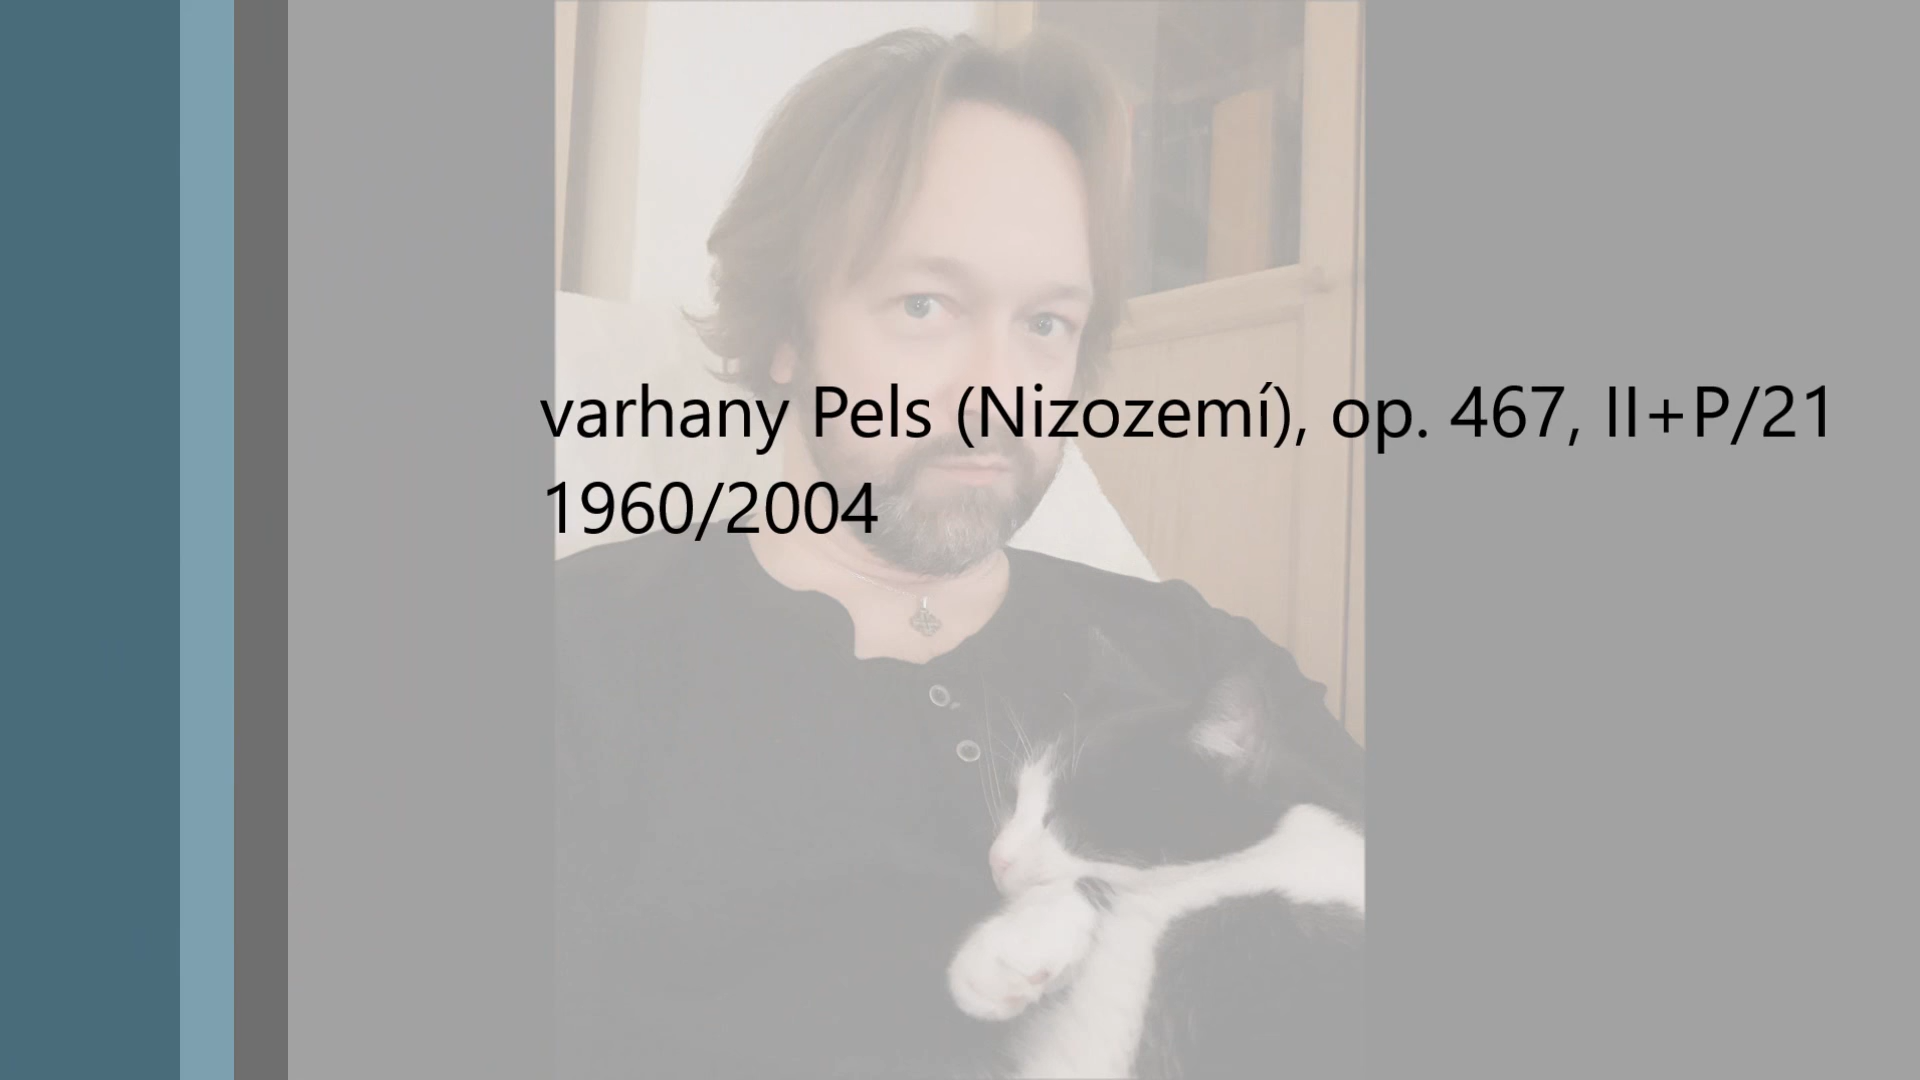 varhany Pels (Nizozemí), op. 467, II+P/21
1960/2004